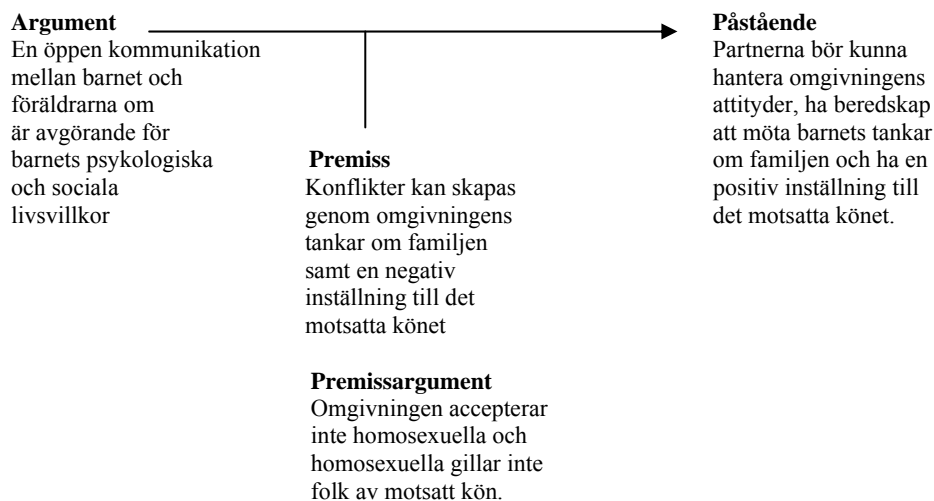 Argument
En öppen kommunikation
mellan barnet och
föräldrarna om
är avgörande för
barnets psykologiska
och sociala
livsvillkor
Premiss
Konflikter kan skapas
genom omgivningens
tankar om familjen
samt en negativ
inställning till det
motsatta könet
Premissargument
Omgivningen accepterar
inte homosexuella och
homosexuella gillar inte
folk av motsatt kön.
Påstående
Partnerna bör kunna
hantera omgivningens
attityder, ha beredskap
att möta barnets tankar
om familjen och ha en
positiv inställning till
det motsatta könet.